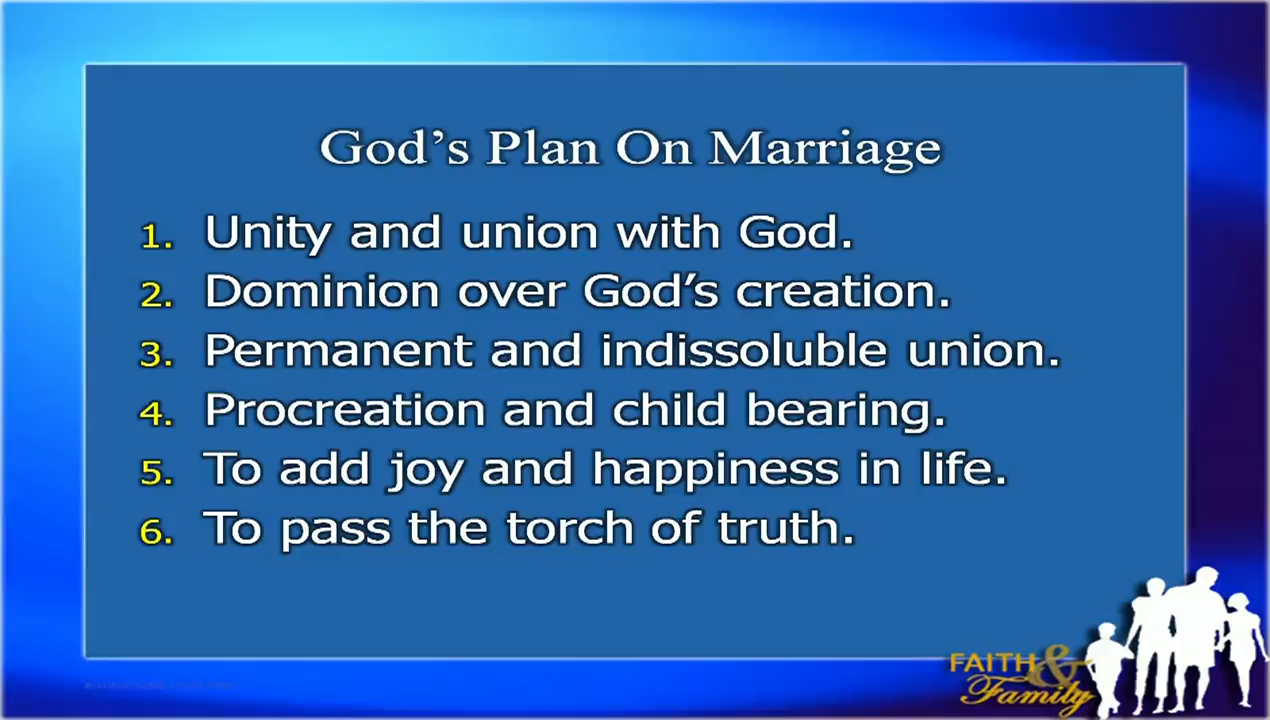 God's Plan On Marriage
1. Unity and union with God.
2. Dominion over God's creation.
3. Permanent and indissoluble union.
4. Procreation and child bearing.
5. To add joy and happiness in life.
6. To pass the torch of truth.
FAITH &
Family